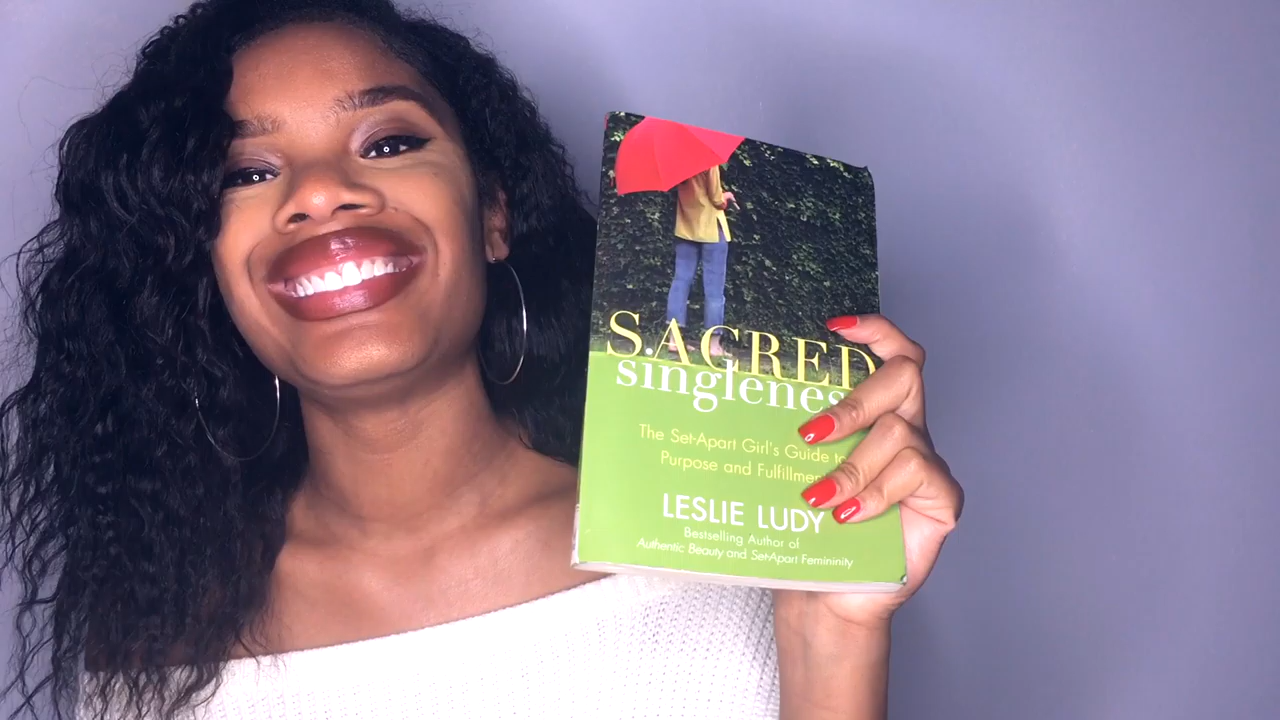 SACRED
singlenes
The Set-Apart Girl's Guide to
Purpose and Fulfillmen
LESLIE LUDY
Bestselling Author of
Authentic Beauty and Set-Apart Femininity